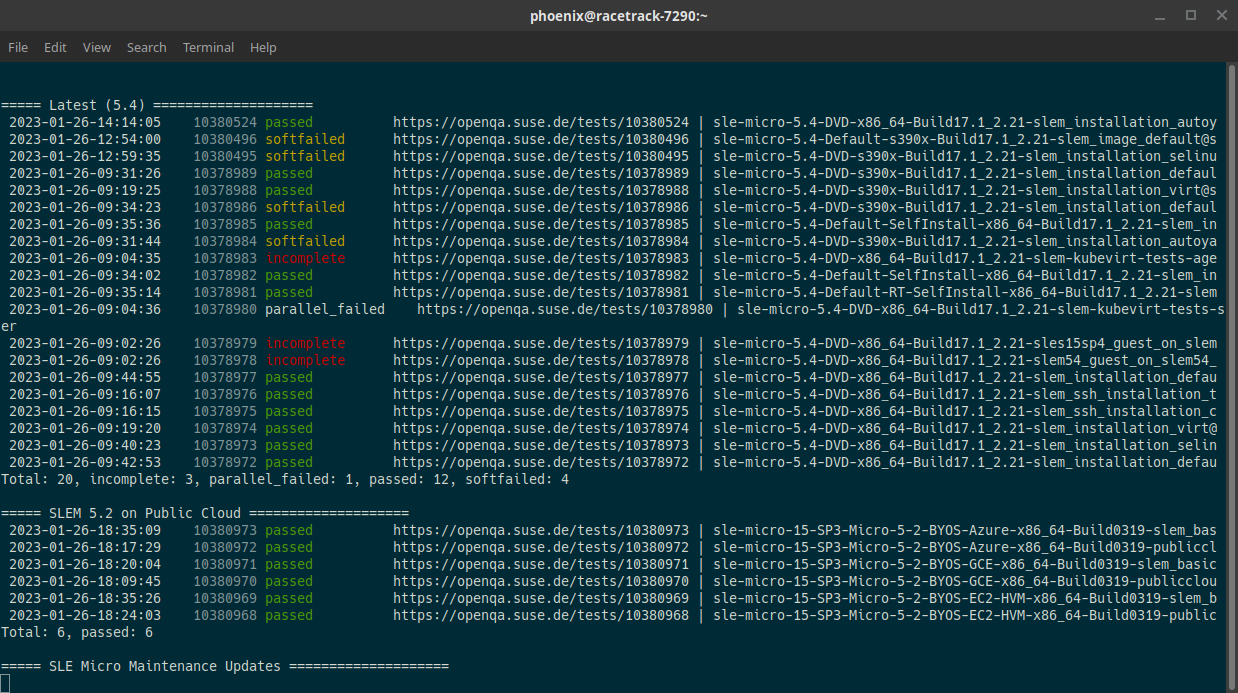 phoenix@racetrack-7290:~
File Edit View Search Terminal Help
===== Latest (5.4) ====================
2023-01-26-14:14:05 10380524 passed https://openqa.suse.de/tests/10380524 | sle-micro-5.4-DVD-x86_64-Build17.1_2.21-slem_installation_autoy
2023-01-26-12:54:00 10380496 softfailed https://openqa.suse.de/tests/10380496 | sle-micro-5.4-Default-s390x-Build17.1_2.21-slem_image_default@s
2023-01-26-12:59:35 10380495 softfailed https://openqa.suse.de/tests/10380495 | sle-micro-5.4-DVD-s390x-Build17.1_2.21-slem_installation_selinu
2023-01-26-09:31:26 10378989 passed https://openqa.suse.de/tests/10378989 | sle-micro-5.4-DVD-s390x-Build17.1_2.21-slem_installation_defaul
2023-01-26-09:19:25 10378988 passed https://openqa.suse.de/tests/10378988 | sle-micro-5.4-DVD-s390x-Build17.1_2.21-slem_installation_virt@s
2023-01-26-09:34:23 10378986 softfailed https://openqa.suse.de/tests/10378986 | sle-micro-5.4-DVD-s390x-Build17.1_2.21-slem_installation_defaul
2023-01-26-09:35:36 10378985 passed https://openqa.suse.de/tests/10378985 | sle-micro-5.4-Default-SelfInstall-x86_64-Build17.1_2.21-slem_in
2023-01-26-09:31:44 10378984 softfailed https://openqa.suse.de/tests/10378984 | sle-micro-5.4-DVD-s390x-Build17.1_2.21-slem_installation_autoya
2023-01-26-09:04:35 10378983 incomplete https://openqa.suse.de/tests/10378983 | sle-micro-5.4-DVD-x86_64-Build17.1_2.21-slem-kubevirt-tests-age
2023-01-26-09:34:02 10378982 passed https://openqa.suse.de/tests/10378982 | sle-micro-5.4-Default-SelfInstall-x86_64-Build17.1_2.21-slem_in
2023-01-26-09:35:14 10378981 passed https://openqa.suse.de/tests/10378981 | sle-micro-5.4-Default-RT-SelfInstall-x86_64-Build17.1_2.21-slem
2023-01-26-09:04:36 10378980 parallel_failed https://openqa.suse.de/tests/10378980 | sle-micro-5.4-DVD-x86_64-Build17.1_2.21-slem-kubevirt-tests-s
er
2023-01-26-09:02:26 10378979 incomplete https://openqa.suse.de/tests/10378979 | sle-micro-5.4-DVD-x86_64-Build17.1_2.21-sles15sp4_guest_on_slem
2023-01-26-09:02:26 10378978 incomplete https://openqa.suse.de/tests/10378978 | sle-micro-5.4-DVD-x86_64-Build17.1_2.21-slem54_guest_on_slem54_
2023-01-26-09:44:55 10378977 passed https://openqa.suse.de/tests/10378977 | sle-micro-5.4-DVD-x86_64-Build17.1_2.21-slem_installation_defau
2023-01-26-09:16:07 10378976 passed https://openqa.suse.de/tests/10378976 | sle-micro-5.4-DVD-x86_64-Build17.1_2.21-slem_ssh_installation_t
2023-01-26-09:16:15 10378975 passed https://openqa.suse.de/tests/10378975 | sle-micro-5.4-DVD-x86_64-Build17.1_2.21-slem_ssh_installation_c
2023-01-26-09:19:20 10378974 passed https://openqa.suse.de/tests/10378974 | sle-micro-5.4-DVD-x86_64-Build17.1_2.21-slem_installation_virt@
2023-01-26-09:40:23 10378973 passed https://openqa.suse.de/tests/10378973 | sle-micro-5.4-DVD-x86_64-Build17.1_2.21-slem_installation_selin
2023-01-26-09:42:53 10378972 passed https://openqa.suse.de/tests/10378972 | sle-micro-5.4-DVD-x86_64-Build17.1_2.21-slem_installation_defau
Total: 20, incomplete: 3, parallel_failed: 1, passed: 12, softfailed: 4
===== SLEM 5.2 on Public Cloud ====================
2023-01-26-18:35:09 10380973 passed https://openqa.suse.de/tests/10380973 | sle-micro-15-SP3-Micro-5-2-BYOS-Azure-x86_64-Build0319-slem_bas
2023-01-26-18:17:29 10380972 passed https://openqa.suse.de/tests/10380972 | sle-micro-15-SP3-Micro-5-2-BYOS-Azure-x86_64-Build0319-publiccl
2023-01-26-18:20:04 10380971 passed https://openqa.suse.de/tests/10380971 | sle-micro-15-SP3-Micro-5-2-BYOS-GCE-x86_64-Build0319-slem_basic
2023-01-26-18:09:45 10380970 passed https://openqa.suse.de/tests/10380970 | sle-micro-15-SP3-Micro-5-2-BYOS-GCE-x86_64-Build0319-publicclou
2023-01-26-18:35:26 10380969 passed https://openqa.suse.de/tests/10380969 | sle-micro-15-SP3-Micro-5-2-BYOS-EC2-HVM-x86_64-Build0319-slem_b
2023-01-26-18:24:03 10380968 passed https://openqa.suse.de/tests/10380968 | sle-micro-15-SP3-Micro-5-2-BYOS-EC2-HVM-x86_64-Build0319-public
Total: 6, passed: 6
===== SLE Micro Maintenance Updates ====================